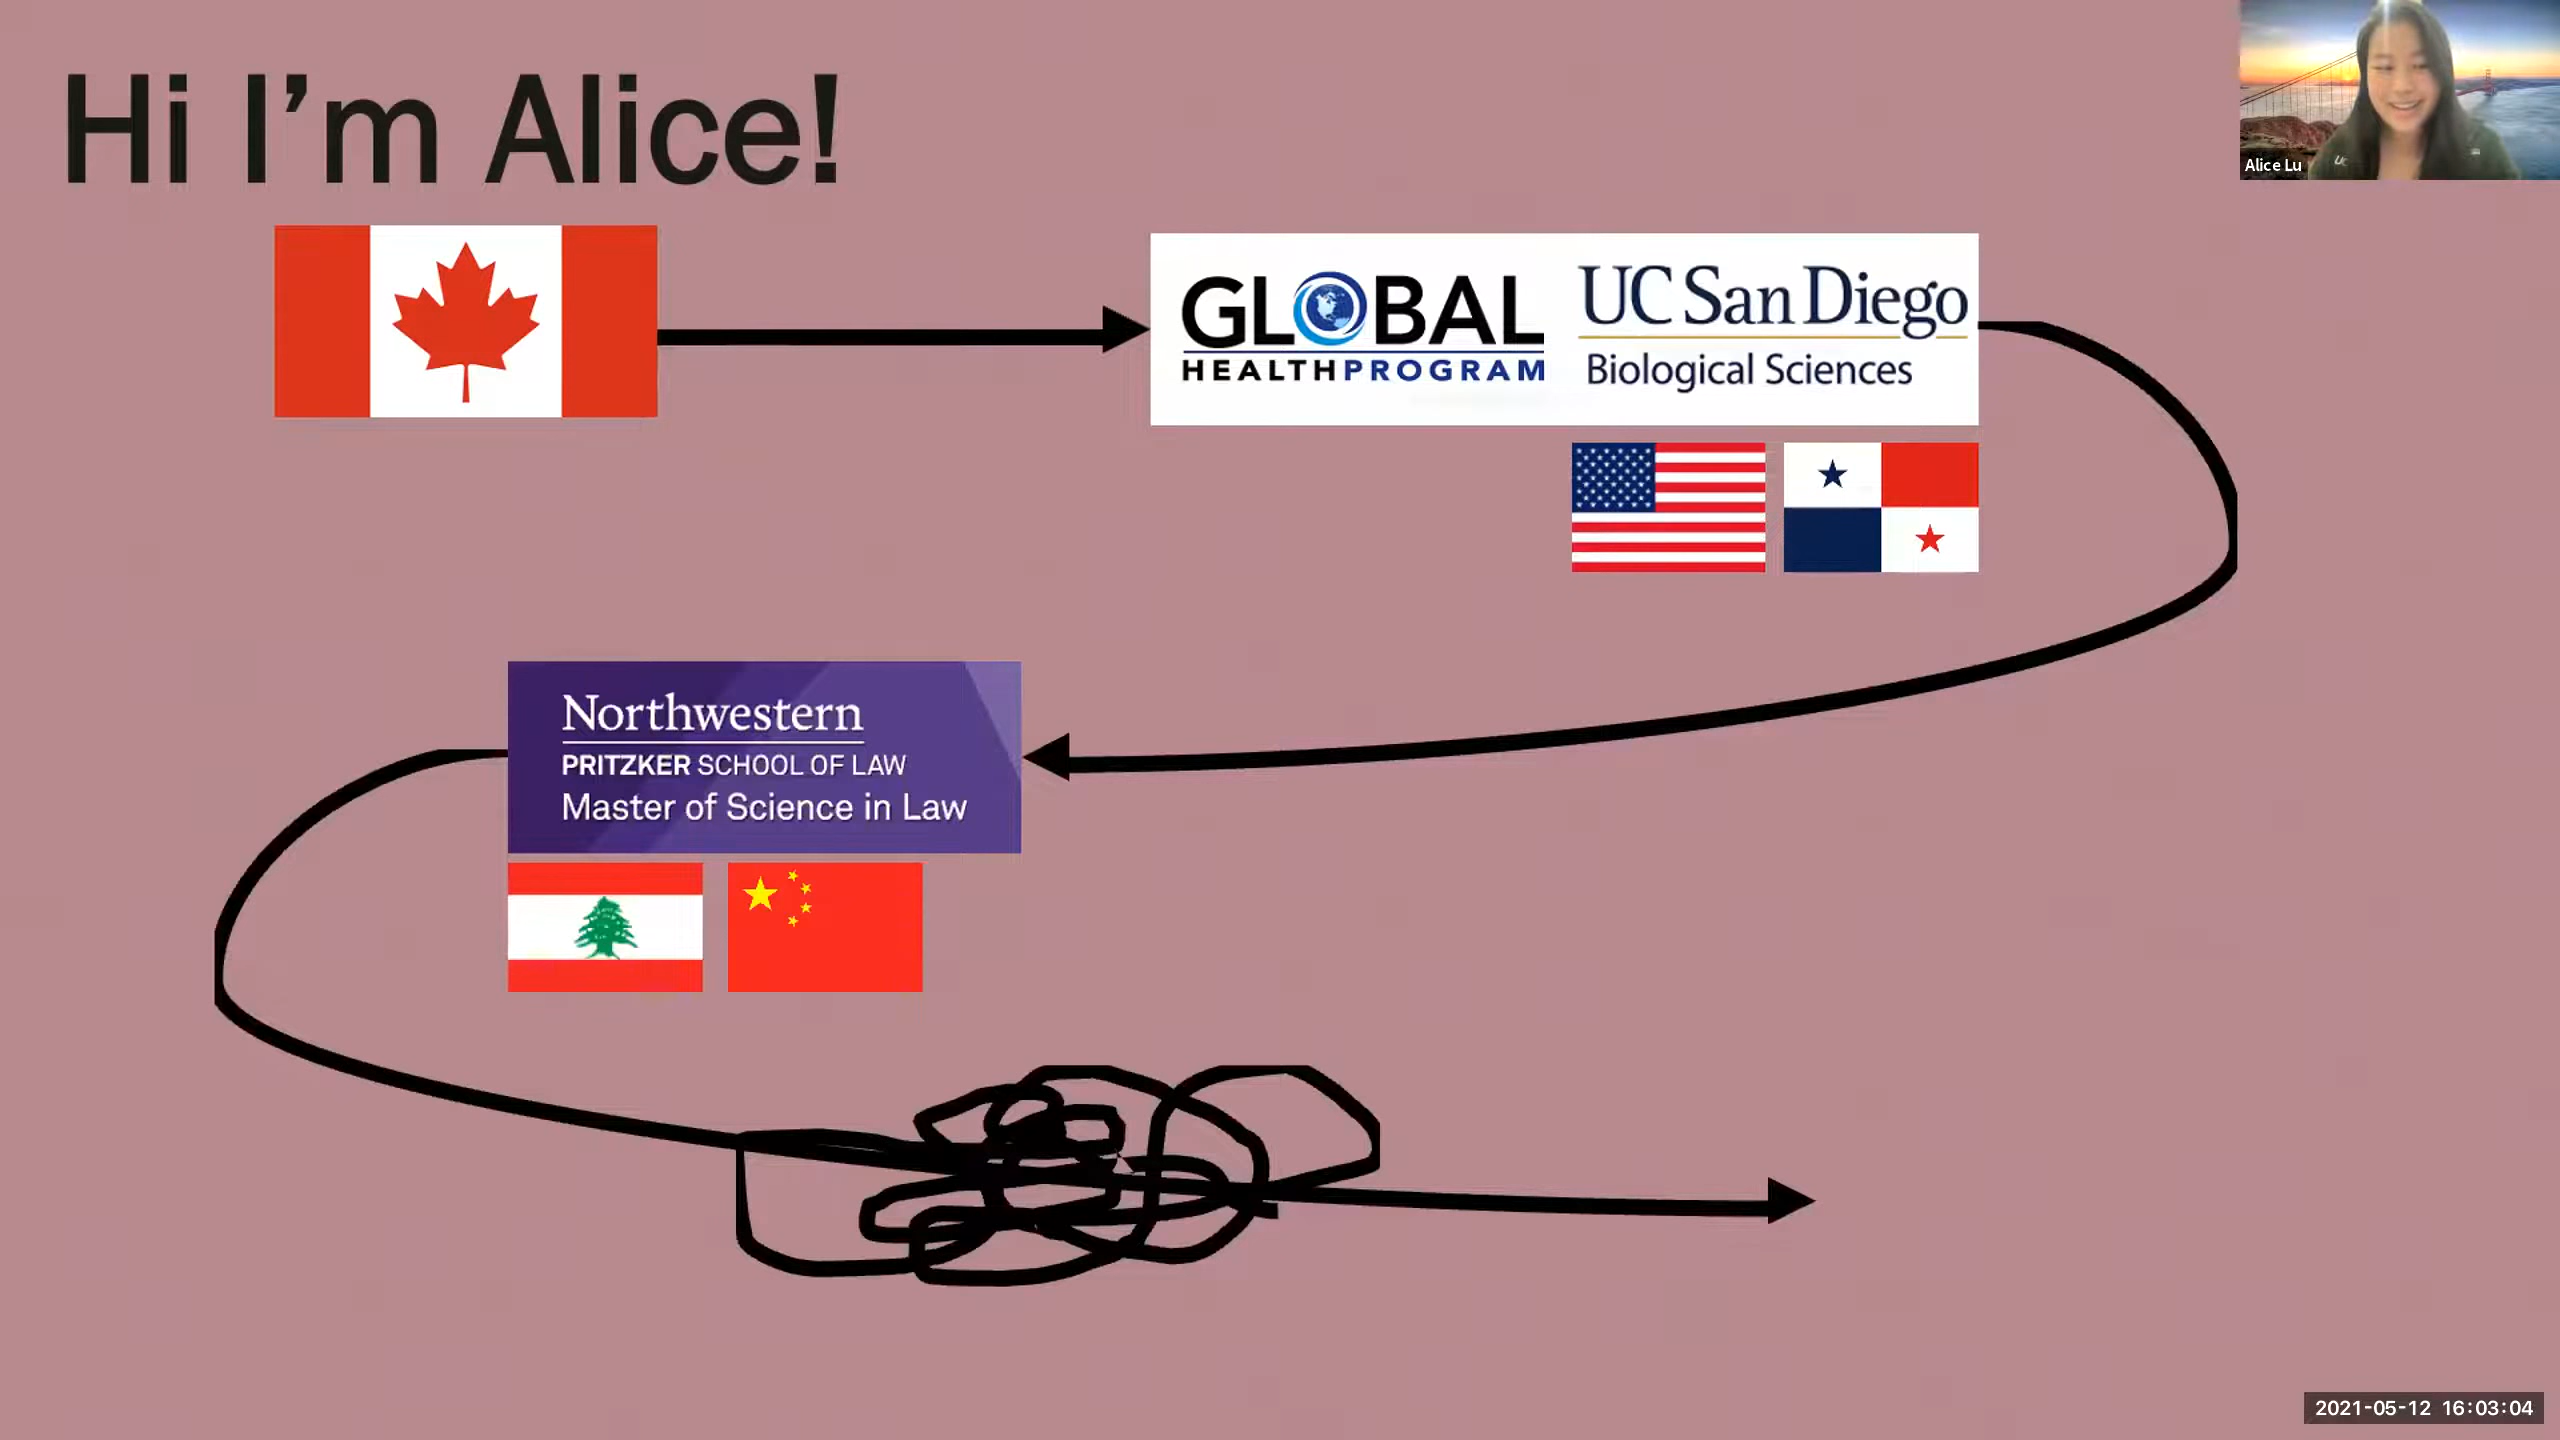 Hi I’m Alice!
Alice Lu
GLOBAL
HEALTHPROGRAM
UC San Diego
Biological Sciences
Northwestern
PRITZKER SCHOOL OF LAW
Master of Science in Law
2021-05-12 16:03:04